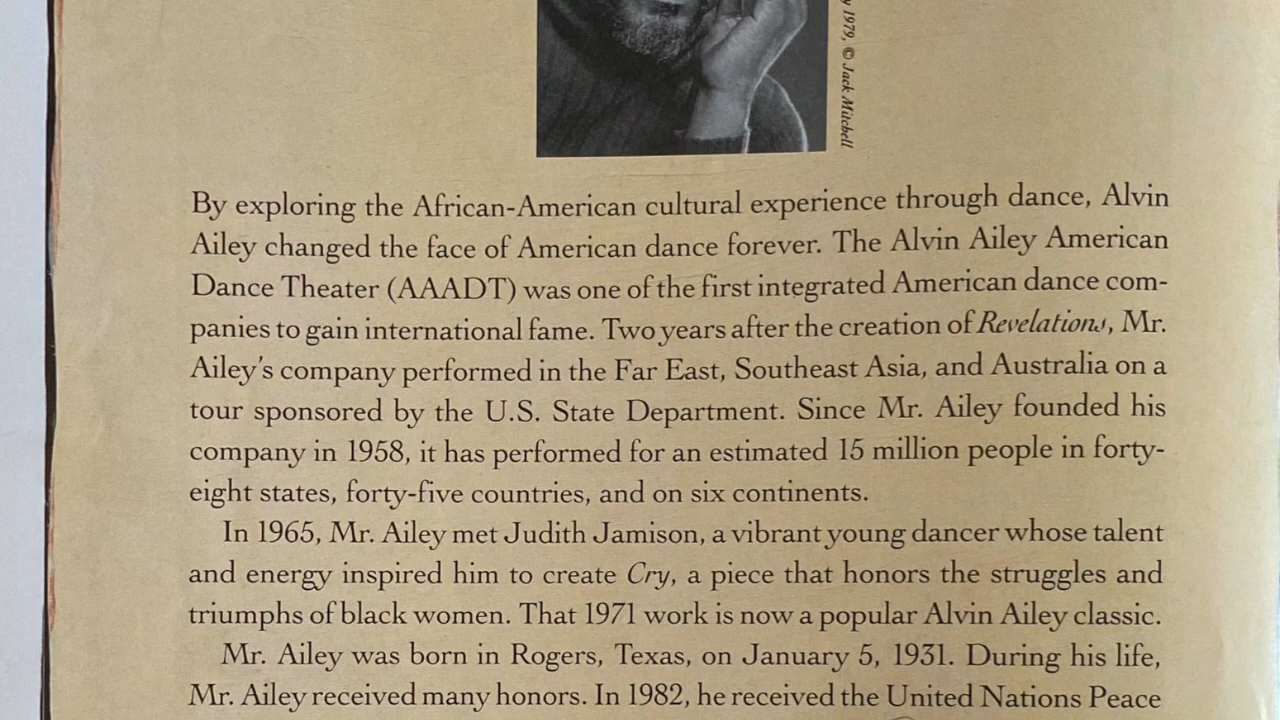 y 1979, © Jack Mitchell
By exploring the African-American cultural experience through dance, Alvin
Ailey changed the face of American dance forever. The Alvin Ailey American
Dance Theater (AAADT) was one of the first integrated American dance com-
panies to gain international fame. Two years after the creation of Revelations, Mr.
Ailey's company performed in the Far East, Southeast Asia, and Australia on a
tour sponsored by the U.S. State Department. Since Mr. Ailey founded his
company in 1958, it has performed for an estimated 15 million people in forty-
eight states, forty-five countries, and on six continents.
In 1965, Mr. Ailey met Judith Jamison, a vibrant young dancer whose talent
and energy inspired him to create Cry, a piece that honors the struggles and
triumphs of black women. That 1971 work is now a popular Alvin Ailey classic.
Mr. Ailey was born in Rogers, Texas, on January 5, 1931. During his life,
Mr. Ailey received many honors. In 1982, he received the United Nations Peace